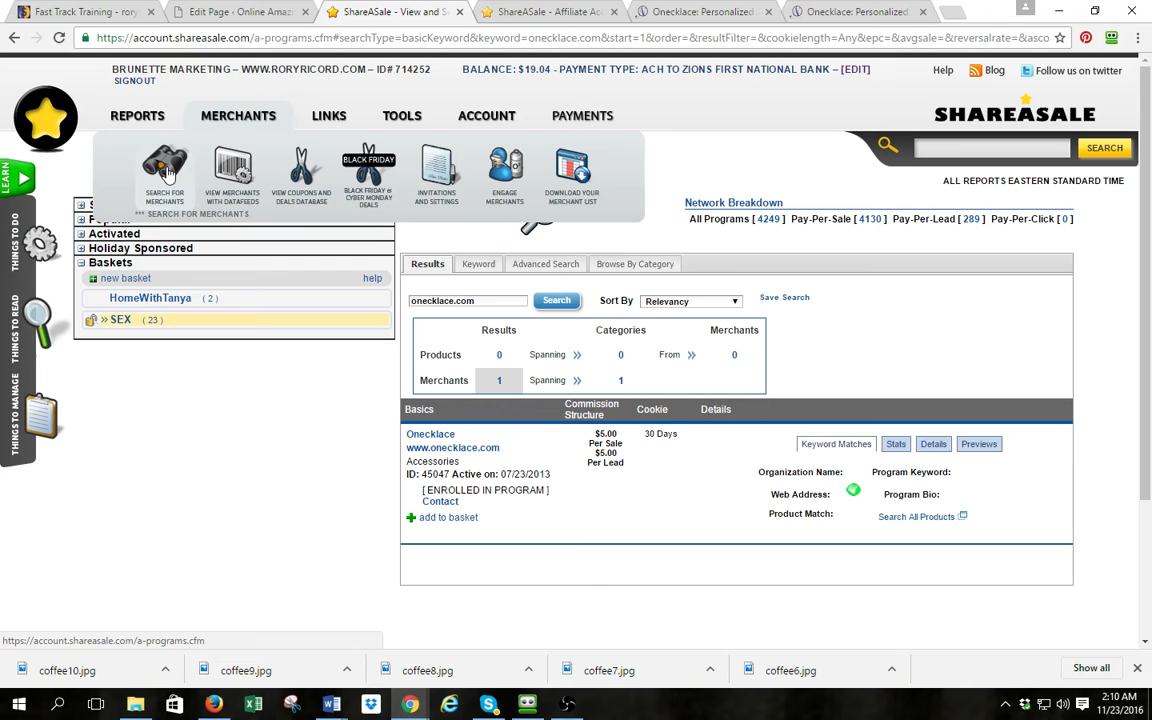 Fast Track Training - rory
Edit Page ‹ Online Amaz
ShareASale - View and S
ShareASale - Affiliate Ac
Onecklace: Personalized
Onecklace: Personalized
https://account.shareasale.com/a-programs.cfm#searchType=basicKeyword&keyword=onecklace.com&start=1&order=&resultFilter=&cookielength=Any&epc=&avgsale=&reversalrate=&asco
BRUNETTE MARKETING – WWW.RORYRICORD.COM – ID# 714252
SIGNOUT
BALANCE: $19.04 - PAYMENT TYPE: ACH TO ZIONS FIRST NATIONAL BANK – [EDIT]
Help Blog Follow us on twitter
REPORTS MERCHANTS LINKS TOOLS ACCOUNT PAYMENTS
SHAREASALE
SEARCH
LEARN
SEARCH FOR MERCHANTS
VIEW MERCHANTS WITH DATAFEEDS
VIEW COUPONS AND DEALS DATABASE
BLACK FRIDAY
BLACK FRIDAY & CYBER MONDAY DEALS
INVITATIONS AND SETTINGS
ENGAGE MERCHANTS
DOWNLOAD YOUR MERCHANT LIST
*** SEARCH FOR MERCHANTS
ALL REPORTS EASTERN STANDARD TIME
Network Breakdown
All Programs [ 4249 ] Pay-Per-Sale [ 4130 ] Pay-Per-Lead [ 289 ] Pay-Per-Click [ 0 ]
THINGS TO DO
THINGS TO READ
THINGS TO MANAGE
Activated
Holiday Sponsored
Baskets
new basket help
HomeWithTanya ( 2 )
» SEX ( 23 )
Results Keyword Advanced Search Browse By Category
onecklace.com Search Sort By Relevancy Save Search
Results Categories Merchants
Products 0 Spanning » 0 From » 0
Merchants 1 Spanning » 1
Basics Commission Structure Cookie Details
Onecklace
www.onecklace.com
Accessories
ID: 45047 Active on: 07/23/2013
[ ENROLLED IN PROGRAM ]
Contact
add to basket
$5.00
Per Sale
$5.00
Per Lead
30 Days
Keyword Matches Stats Details Previews
Organization Name: Program Keyword:
Web Address: Program Bio:
Product Match: Search All Products
https://account.shareasale.com/a-programs.cfm
coffee10.jpg coffee9.jpg coffee8.jpg coffee7.jpg coffee6.jpg Show all
2:10 AM
11/23/2016